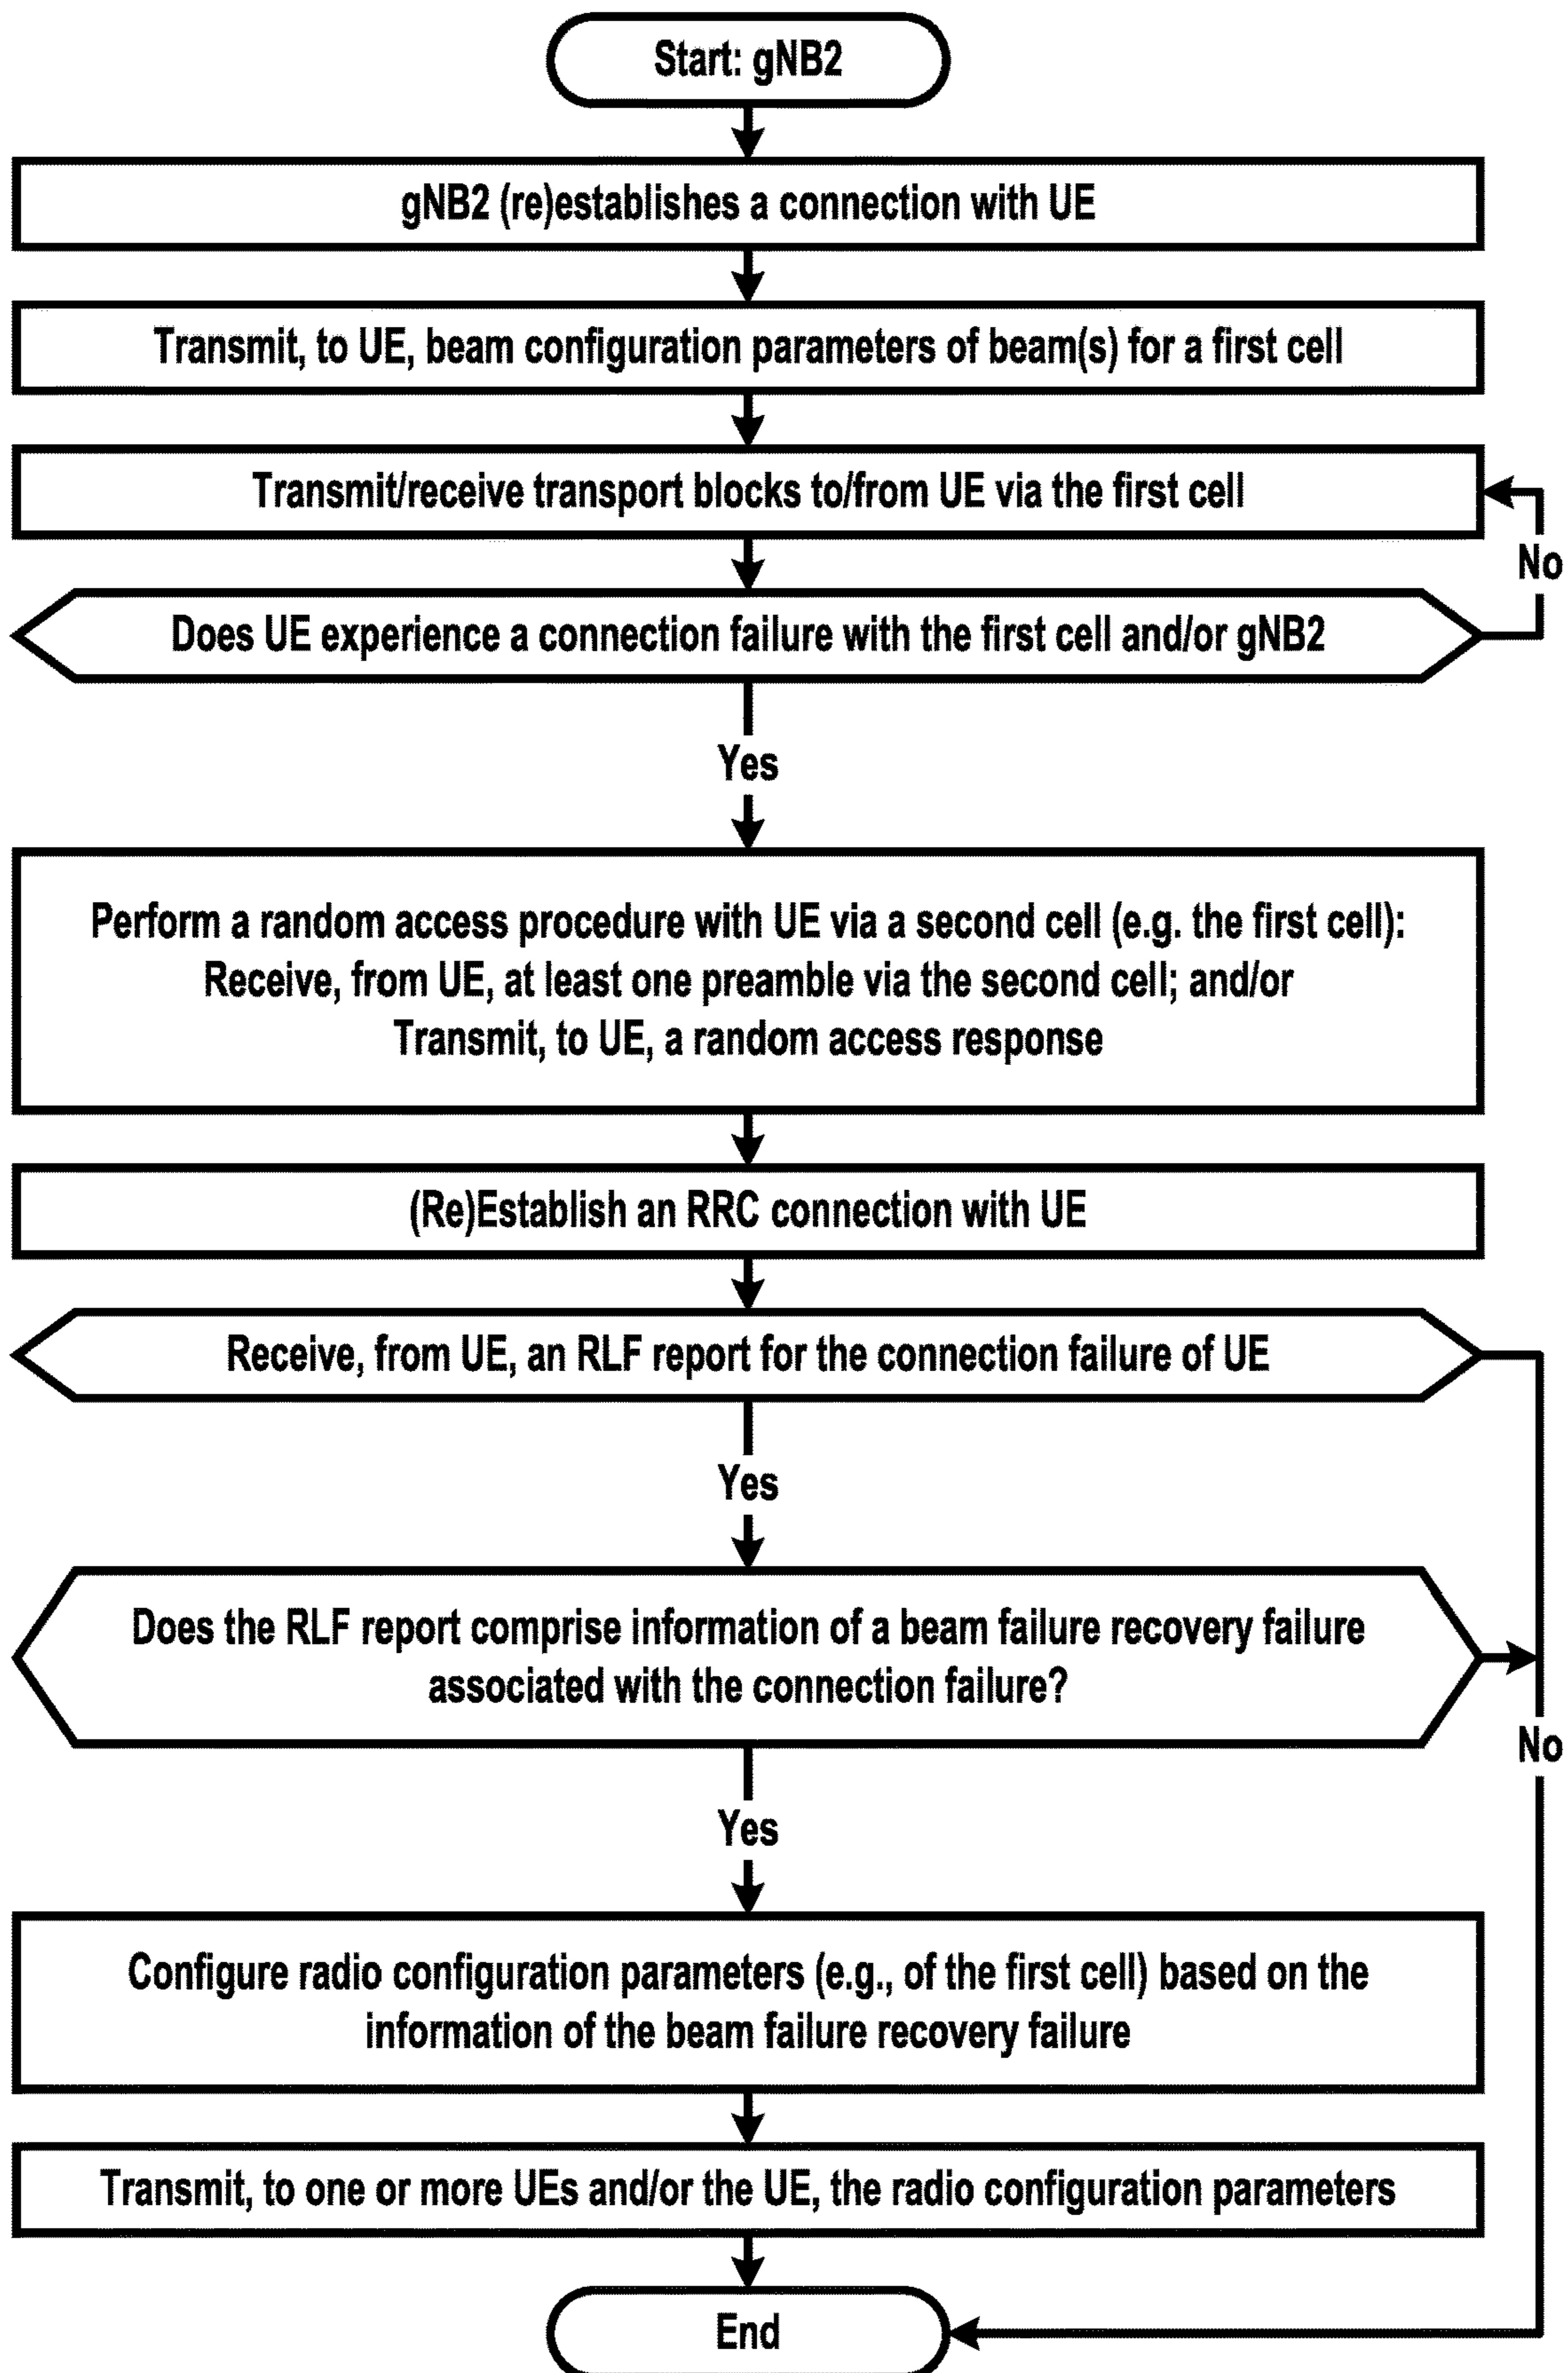 Start: gNB2
gNB2 (re)establishes a connection with UE
Transmit, to UE, beam configuration parameters of beam(s) for a first cell
Transmit/receive transport blocks to/from UE via the first cell
No
Does UE experience a connection failure with the first cell and/or gNB2
Yes
Perform a random access procedure with UE via a second cell (e.g. the first cell):
Receive, from UE, at least one preamble via the second cell; and/or
Transmit, to UE, a random access response
(Re)Establish an RRC connection with UE
Receive, from UE, an RLF report for the connection failure of UE
Yes
Does the RLF report comprise information of a beam failure recovery failure
associated with the connection failure?
No
Yes
Configure radio configuration parameters (e.g., of the first cell) based on the
information of the beam failure recovery failure
Transmit, to one or more UEs and/or the UE, the radio configuration parameters
End